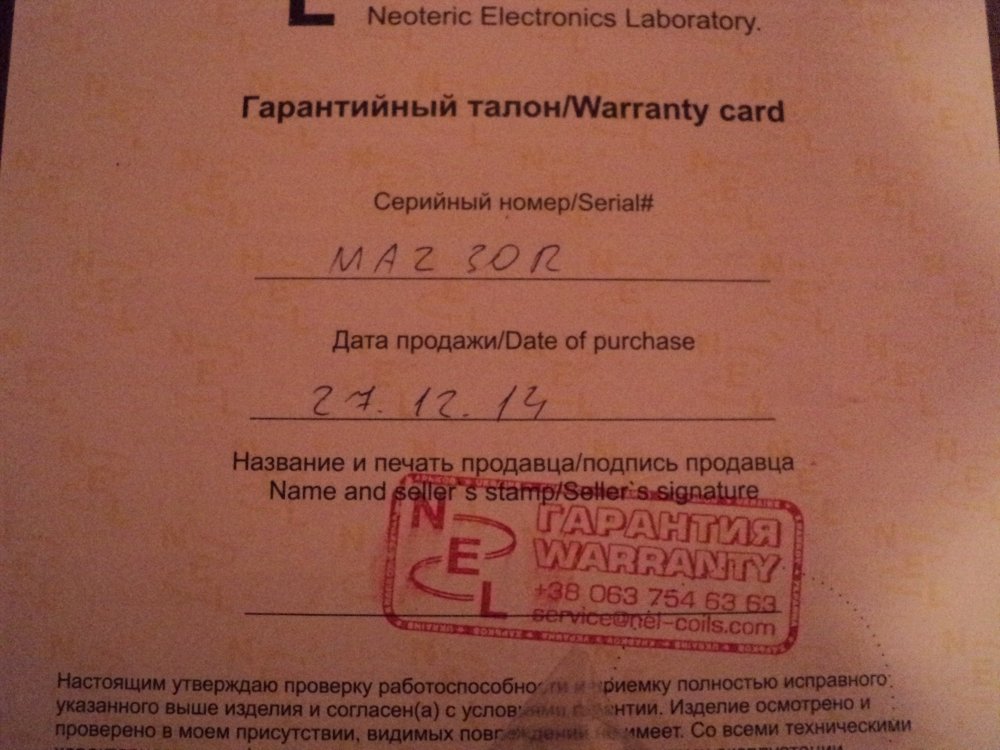 L
Neoteric Electronics Laboratory.
Гарантийный талон/Warranty card
Серийный номер/Serial#
MAZ 30R
Дата продажи/Date of purchase
27.12.14
Название и печать продавца/подпись продавца
Name and seller`s stamp/Seller`s signature
N
E
L
ГАРАНТИЯ
WARRANTY
+38 063 754 63 63
service@nel-coils.com
Настоящим утверждаю проверку работоспособности и приемку полностью исправного
указанного выше изделия и согласен(а) с условиями гарантии. Изделие осмотрено и
проверено в моем присутствии, видимых повреждений не имеет. Со всеми техническими